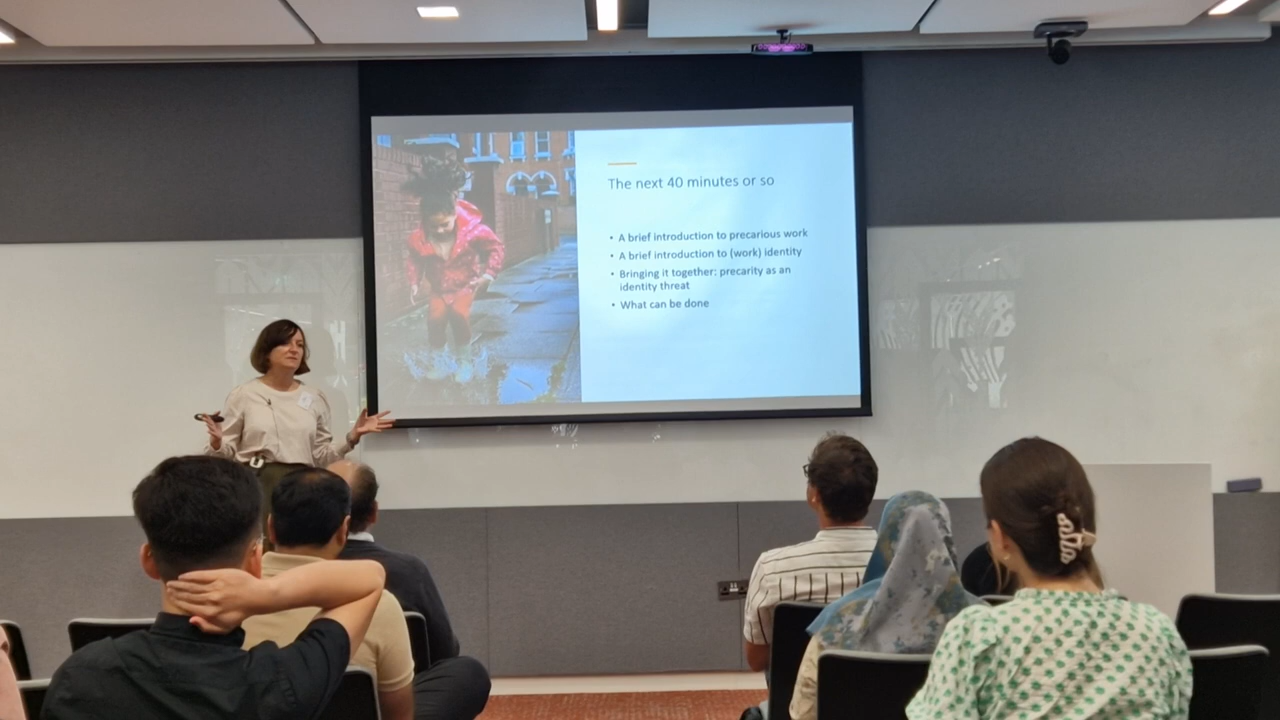 The next 40 minutes or so
• A brief introduction to precarious work
• A brief introduction to (work) identity
• Bringing it together: precarity as an
identity threat
• What can be done